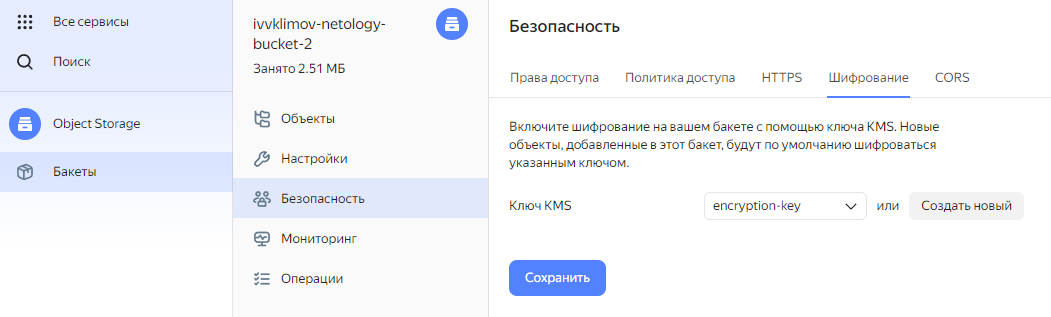 Все сервисы
Поиск
Object Storage
Бакеты
ivvklimov-netology-
bucket-2
Занято 2.51 МБ
Объекты
Настройки
Безопасность
Мониторинг
Операции
Безопасность
Права доступа Политика доступа HTTPS Шифрование CORS
Включите шифрование на вашем бакете с помощью ключа KMS. Новые
объекты, добавленные в этот бакет, будут по умолчанию шифроваться
указанным ключом.
Ключ KMS encryption-key или Создать новый
Сохранить